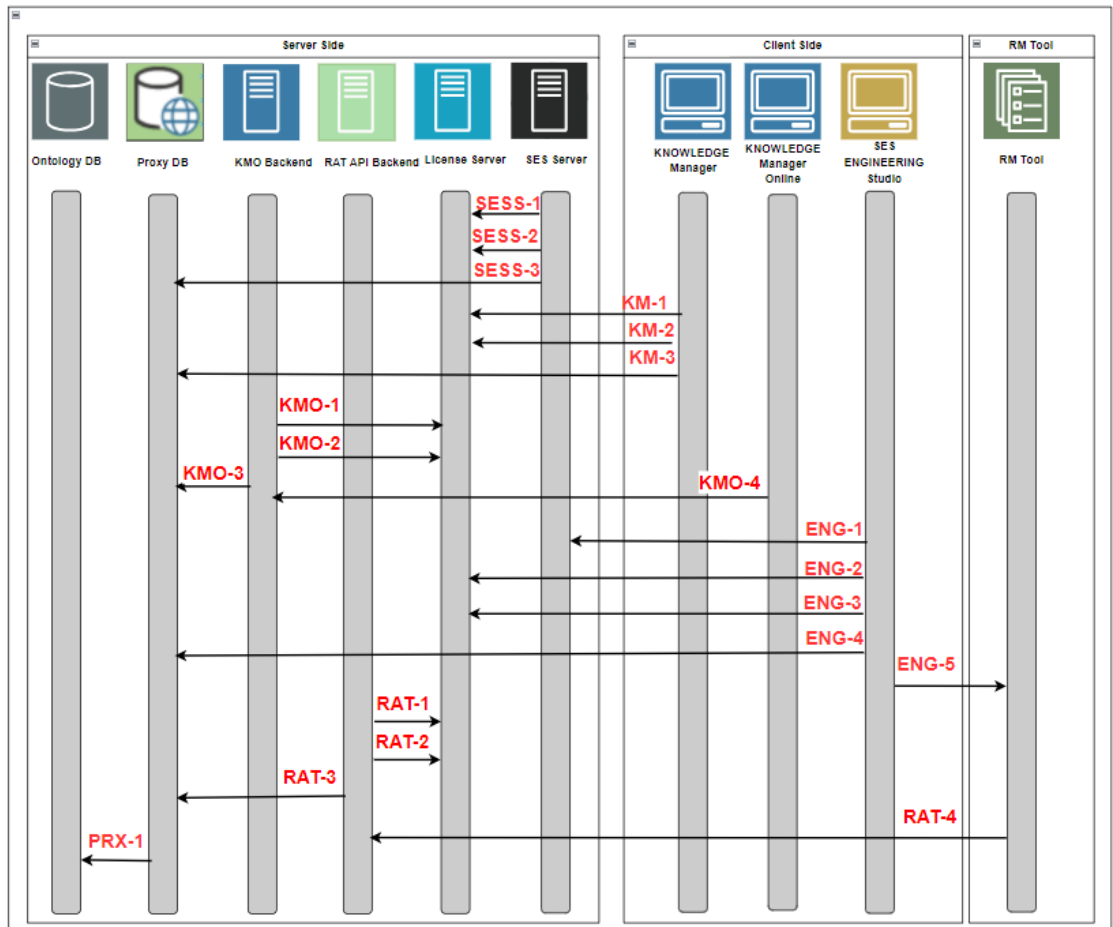 Server Side
Client Side
RM Tool
Ontology DB
Proxy DB
KMO Backend
RAT API Backend
License Server
SES Server
KNOWLEDGE
Manager
KNOWLEDGE
Manager
Online
SES
ENGINEERING
Studio
RM Tool
SESS-1
SESS-2
SESS-3
KM-1
KM-2
KM-3
KMO-1
KMO-2
KMO-3
KMO-4
ENG-1
ENG-2
ENG-3
ENG-4
ENG-5
RAT-1
RAT-2
RAT-3
RAT-4
PRX-1